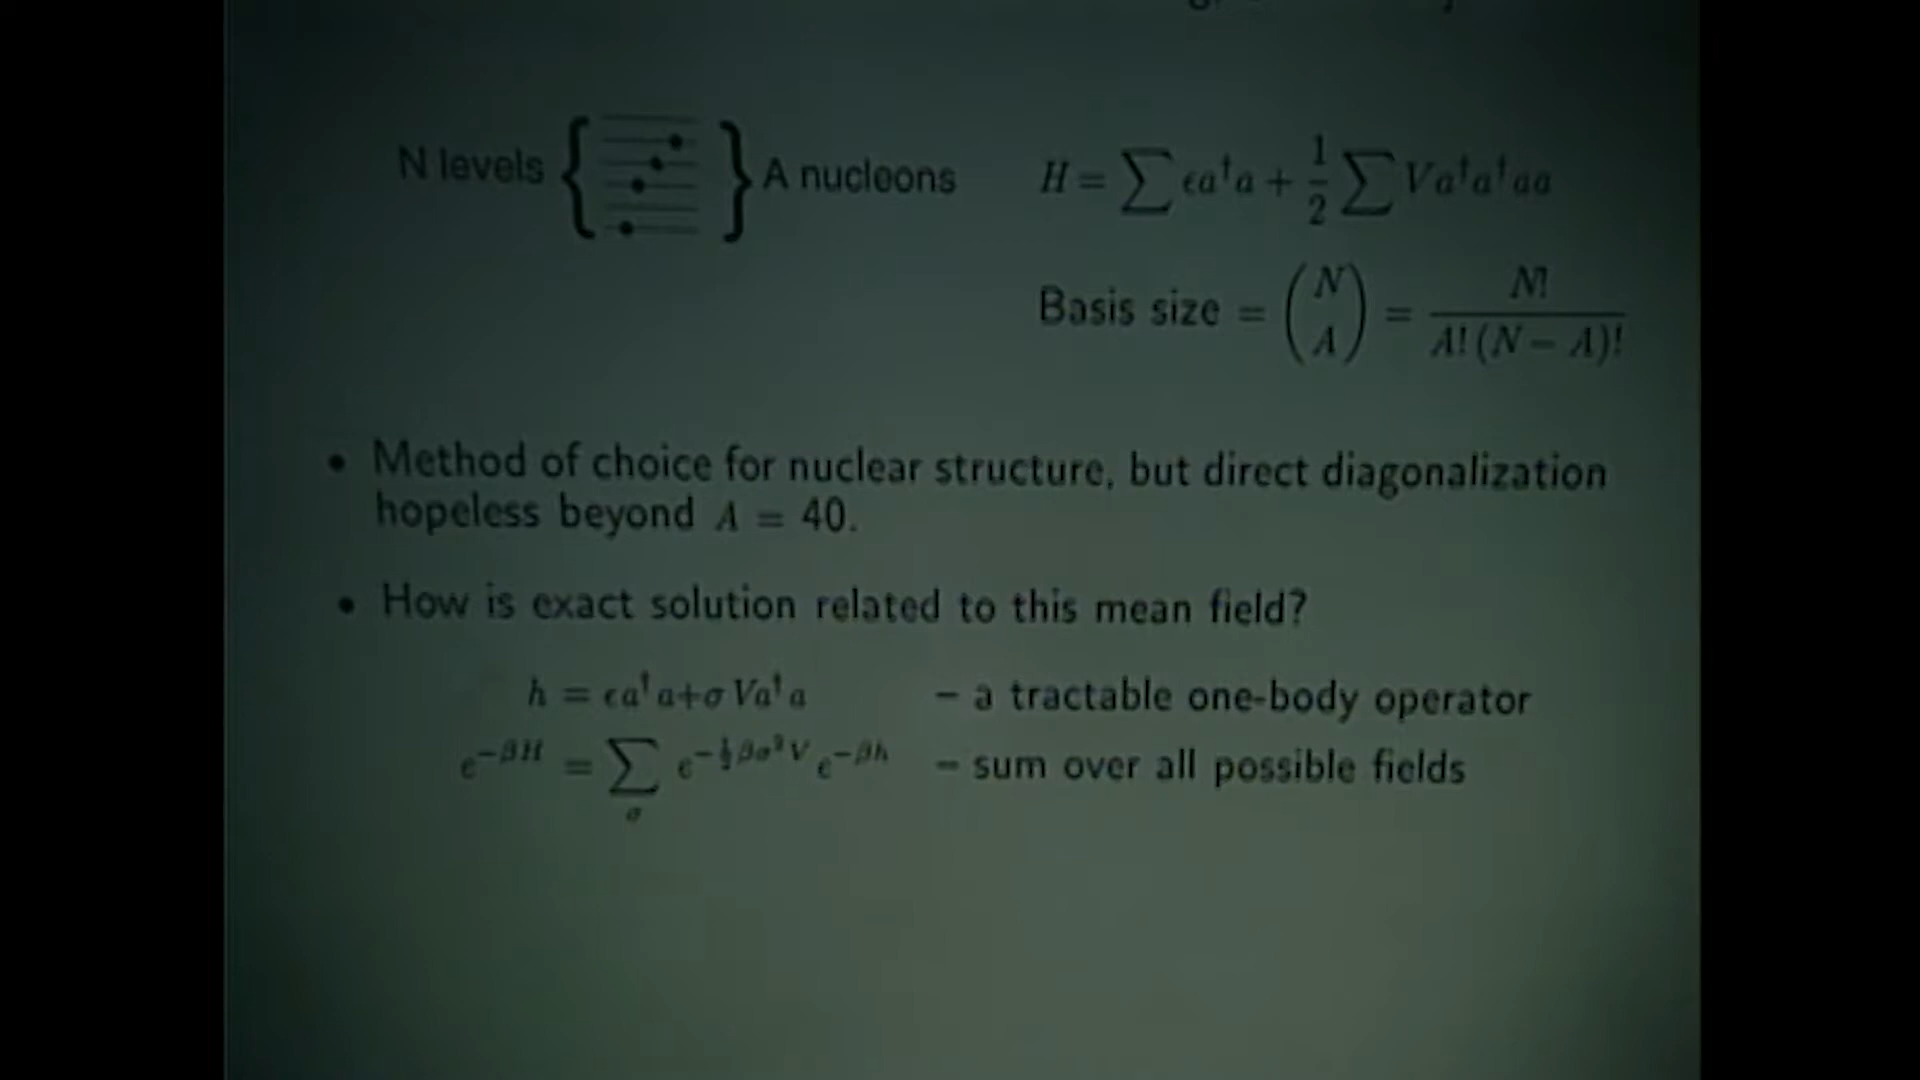 N levels { } A nucleons H = ∑ ϵa†a + 1/2 ∑ Va†a†aa
Basis size = (N A) = N! / A! (N − A)!
• Method of choice for nuclear structure, but direct diagonalization
hopeless beyond A = 40.
• How is exact solution related to this mean field?
h = ϵa†a+σVa†a – a tractable one-body operator
e^{−βH} = ∑_σ e^{−½βσ²V} e^{−βh} – sum over all possible fields